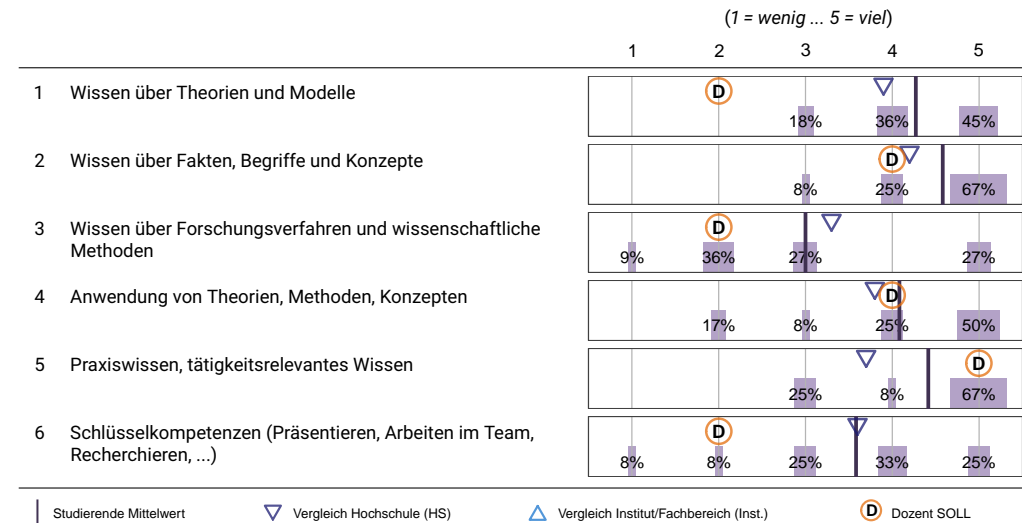 (1 = wenig ... 5 = viel)
1 2 3 4 5
1 Wissen über Theorien und Modelle
D
18% 36% 45%
2 Wissen über Fakten, Begriffe und Konzepte
D
8% 25% 67%
3 Wissen über Forschungsverfahren und wissenschaftliche
Methoden
D
9% 36% 27% 27%
4 Anwendung von Theorien, Methoden, Konzepten
D
17% 8% 25% 50%
5 Praxiswissen, tätigkeitsrelevantes Wissen
D
25% 8% 67%
6 Schlüsselkompetenzen (Präsentieren, Arbeiten im Team,
Recherchieren, ...)
D
8% 8% 25% 33% 25%
Studierende Mittelwert Vergleich Hochschule (HS) Vergleich Institut/Fachbereich (Inst.) D Dozent SOLL